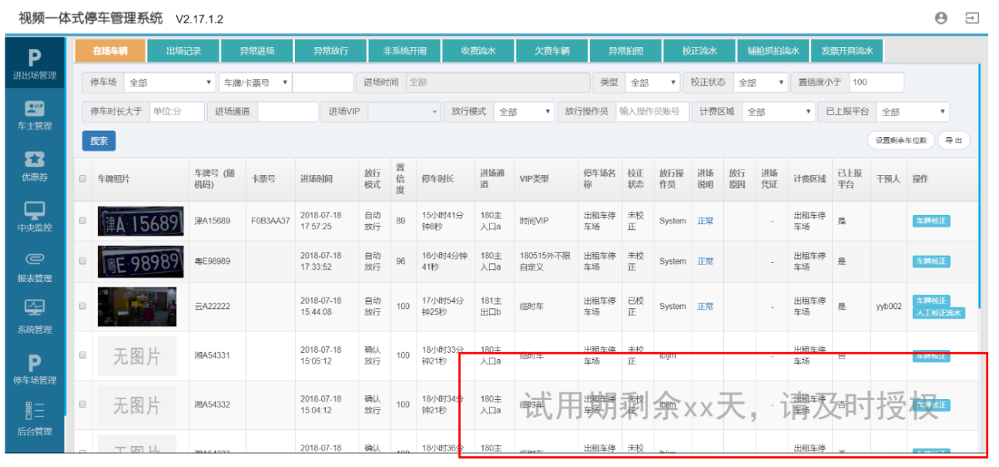 视频一体式停车管理系统 V2.17.1.2
进出场管理
车主管理
优惠券
中央监控
报表管理
系统管理
停车场管理
后台管理
在场车辆 出场记录 异常进场 异常放行 非系统开闸 收费流水 欠费车辆 异常拍照 校正流水 辅抢抓拍流水 发票开具流水
停车场 全部 车牌/卡票号 进场时间 全部 类型 全部 校正状态 全部 置信度小于 100
停车时长大于 单位:分 进场通道 进场VIP 放行模式 全部 放行操作员 输入操作员账号 计费区域 全部 已上报平台 全部
搜索 设置剩余车位数 导出
车牌照片 车牌号（随机码） 卡票号 进场时间 放行模式 置信度 停车时长 进场通道 VIP类型 停车场名称 校正状态 放行操作员 进场说明 放行原因 进场凭证 计费区域 已上报平台 干预人 操作
津A·15689 津A15689 F0B3AA37 2018-07-18 17:57:25 自动放行 89 15小时41分钟8秒 180主入口a 时间VIP 出租车停车场 未校正 System 正常 - 出租车停车场 是 车牌校正
粤E·98989 粤E98989 2018-07-18 17:33:52 自动放行 96 16小时4分钟41秒 180主入口a 180515外不限自定义 出租车停车场 未校正 System 正常 - 出租车停车场 是 车牌校正
云A22222 2018-07-18 15:44:08 自动放行 100 17小时54分钟25秒 181主出口b 临时车 出租车停车场 已校正 System 正常 - 出租车停车场 是 yyb002 车牌校正 人工校正流水
无图片 湘A54331 2018-07-18 15:05:12 确认放行 100 18小时33分钟21秒 180主入口a 临时车 出租车停车场 未校正 - 出租车停车场 否 车牌校正
无图片 湘A54332 2018-07-18 15:04:12 确认放行 100 18小时34分钟21秒 180主入口a 临时车 出租车停车场 未校正 - 出租车停车场 否 车牌校正
试用期剩余xx天，请及时授权
无图片 2018-07-18 确认 18小时36分 180主 出租车停 未校 出租车停